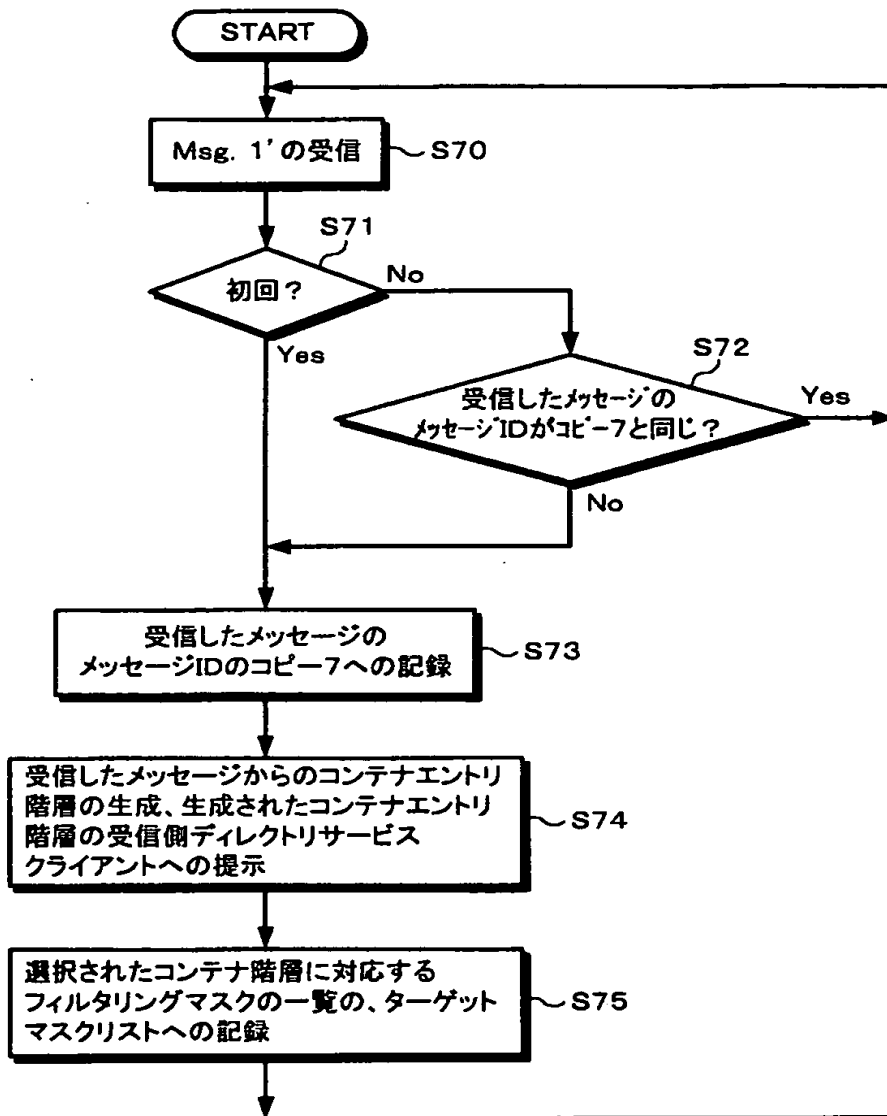 START
Msg. 1'の受信
S70
S71
初回?
No
Yes
S72
受信したメッセージの
メッセージIDがコピー7と同じ?
Yes
No
受信したメッセージの
メッセージIDのコピー7への記録
S73
受信したメッセージからのコンテナエントリ
階層の生成、生成されたコンテナエントリ
階層の受信側ディレクトリサービス
クライアントへの提示
S74
選択されたコンテナ階層に対応する
フィルタリングマスクの一覧の、ターゲット
マスクリストへの記録
S75